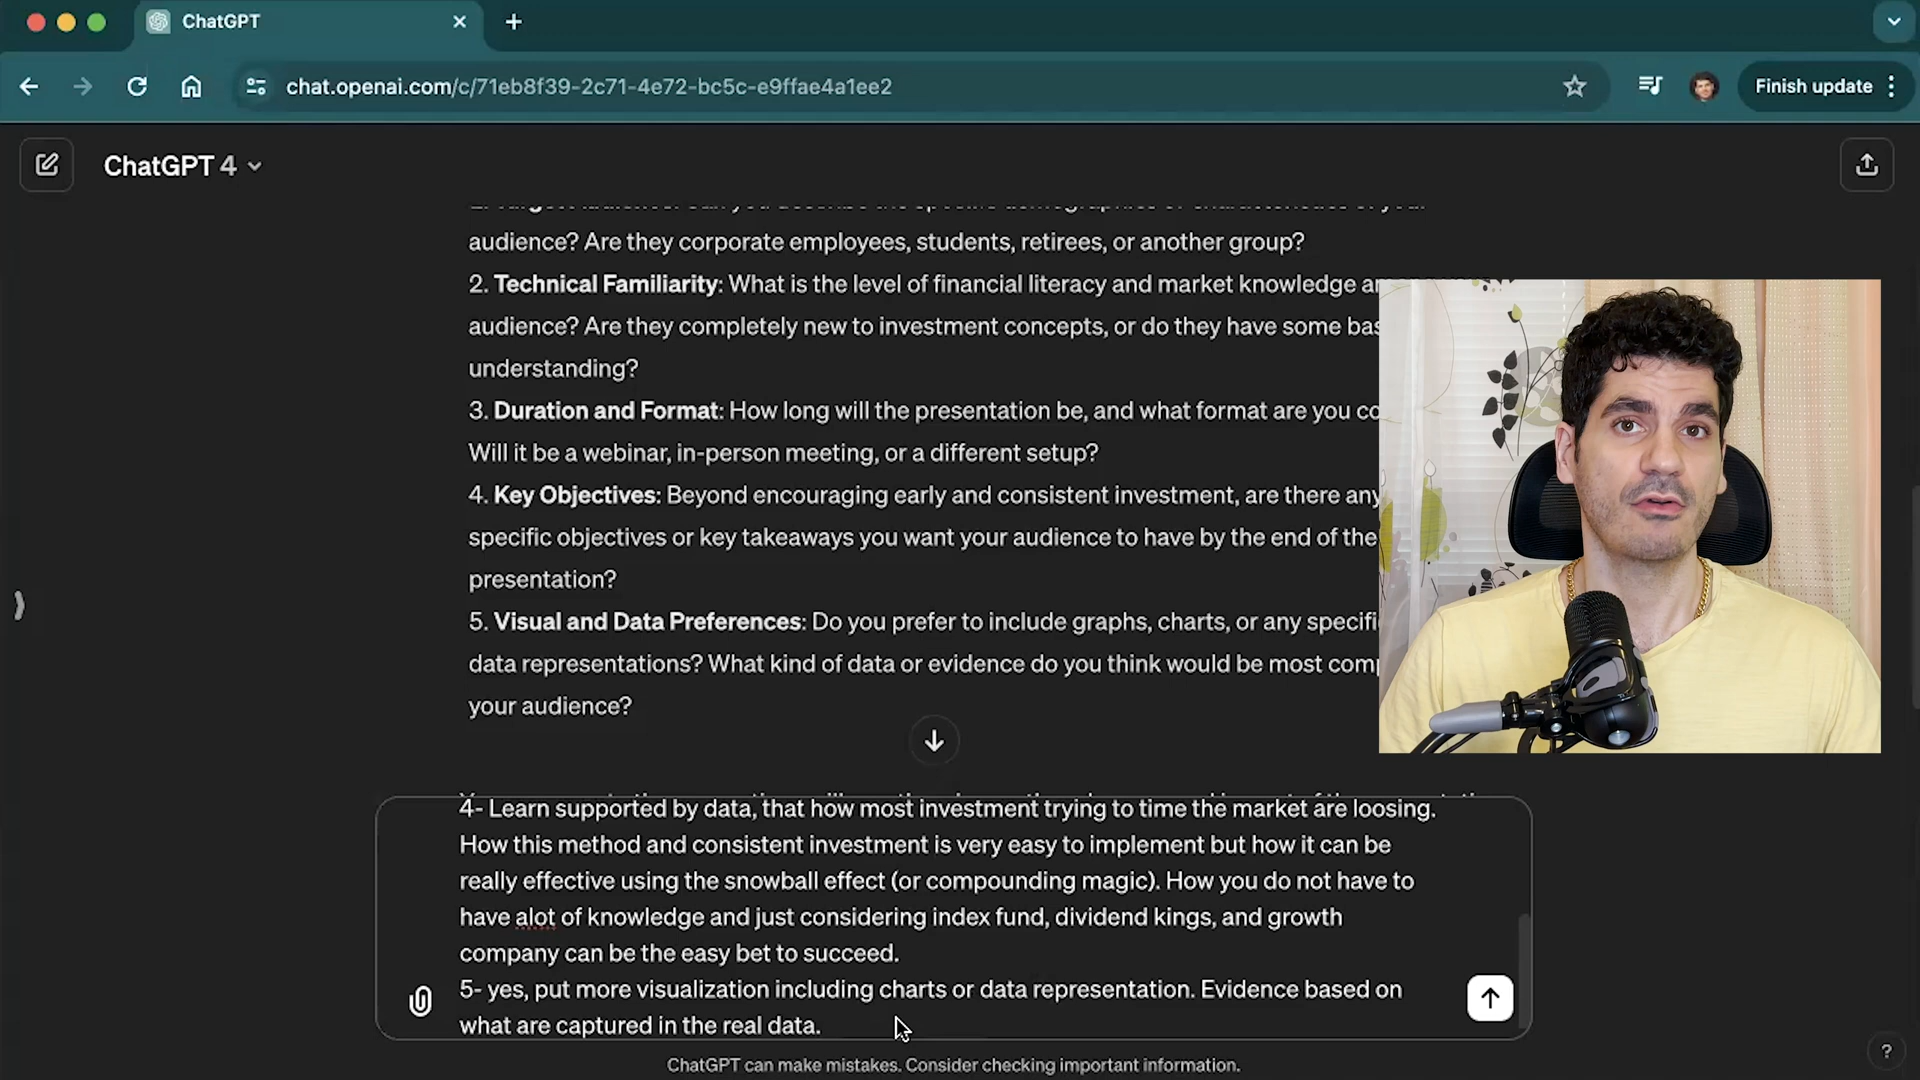 ChatGPT
chat.openai.com/c/71eb8f39-2c71-4e72-bc5c-e9ffae4a1ee2
Finish update
ChatGPT 4
audience? Are they corporate employees, students, retirees, or another group?
2. Technical Familiarity: What is the level of financial literacy and market knowledge
audience? Are they completely new to investment concepts, or do they have some
understanding?
3. Duration and Format: How long will the presentation be, and what format are you
Will it be a webinar, in-person meeting, or a different setup?
4. Key Objectives: Beyond encouraging early and consistent investment, are there any
specific objectives or key takeaways you want your audience to have by the end of the
presentation?
5. Visual and Data Preferences: Do you prefer to include graphs, charts, or any
data representations? What kind of data or evidence do you think would be most
your audience?
4- Learn supported by data, that how most investment trying to time the market are loosing.
How this method and consistent investment is very easy to implement but how it can be
really effective using the snowball effect (or compounding magic). How you do not have to
have alot of knowledge and just considering index fund, dividend kings, and growth
company can be the easy bet to succeed.
5- yes, put more visualization including charts or data representation. Evidence based on
what are captured in the real data.
ChatGPT can make mistakes. Consider checking important information.
?